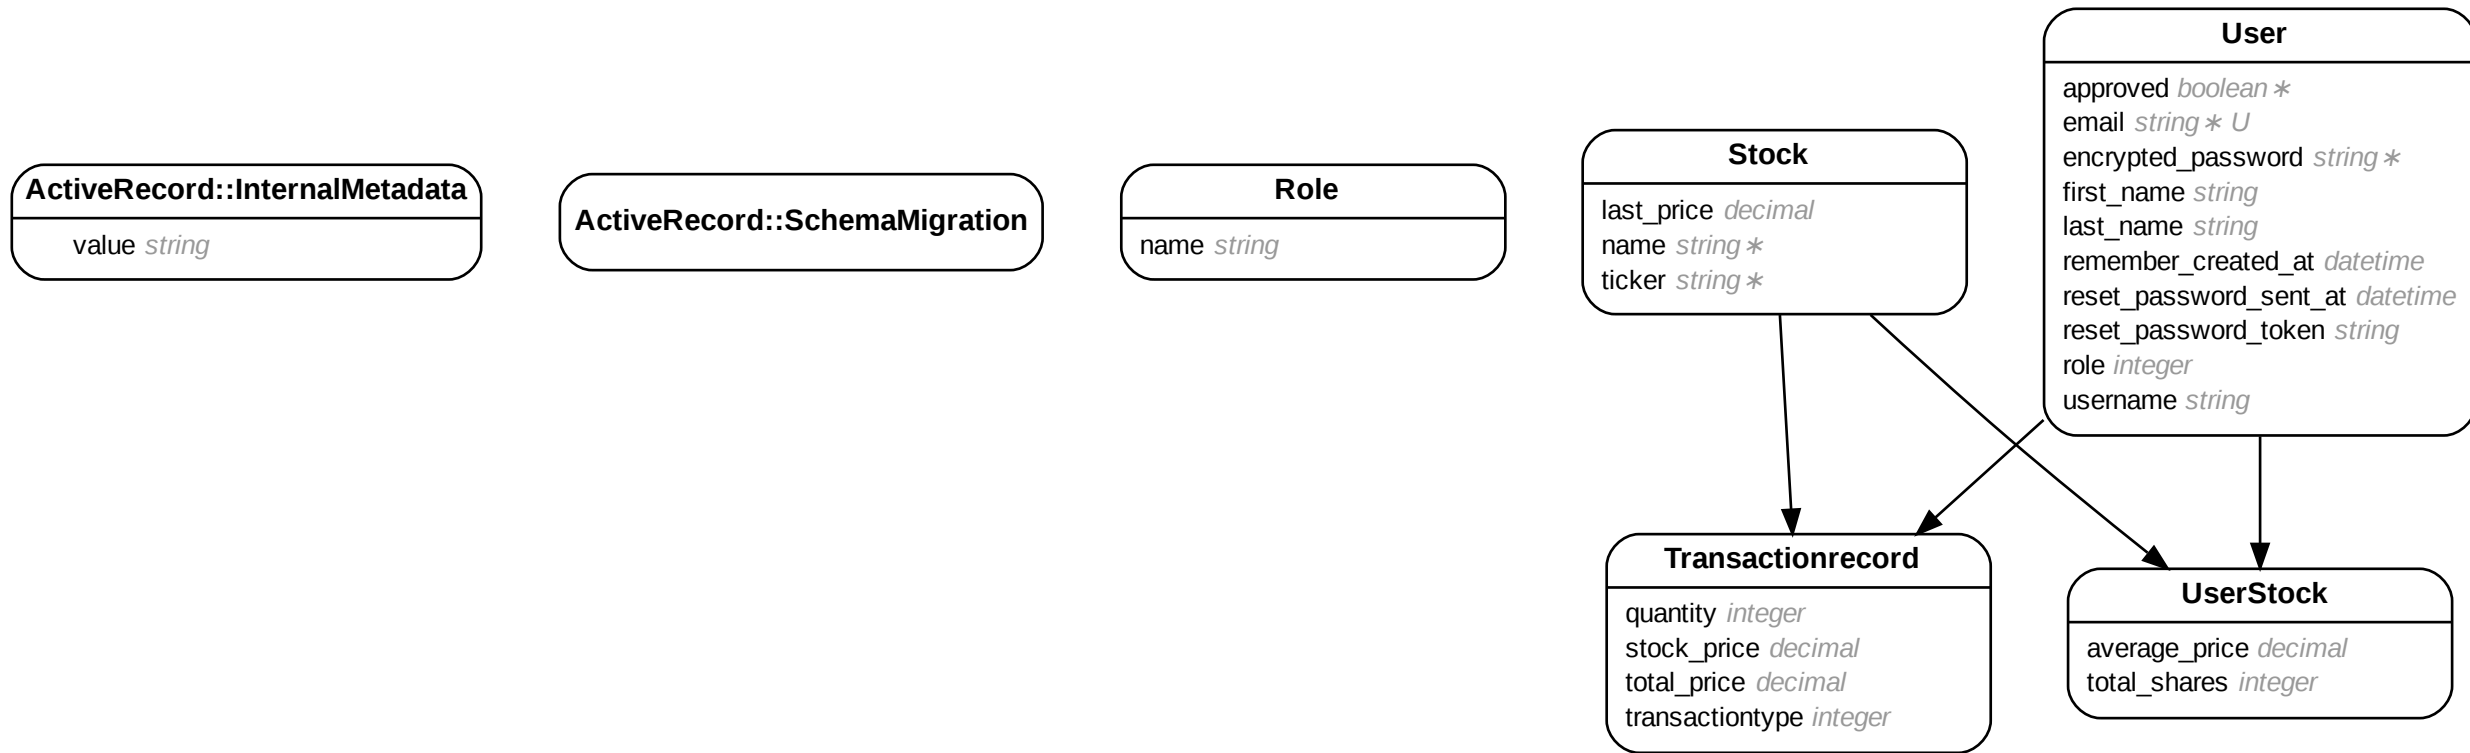 ActiveRecord::InternalMetadata
value string
ActiveRecord::SchemaMigration
Role
name string
Stock
last_price decimal
name string∗
ticker string∗
User
approved boolean∗
email string∗ U
encrypted_password string∗
first_name string
last_name string
remember_created_at datetime
reset_password_sent_at datetime
reset_password_token string
role integer
username string
Transactionrecord
quantity integer
stock_price decimal
total_price decimal
transactiontype integer
UserStock
average_price decimal
total_shares integer